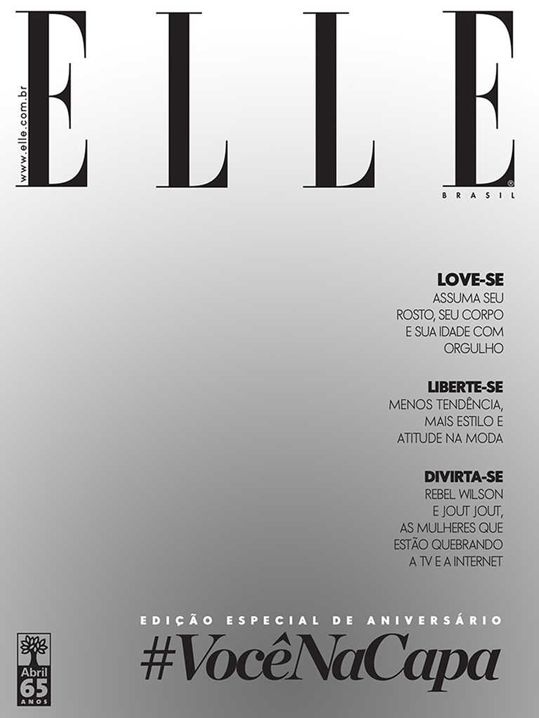 ELLE
www.elle.com.br
BRASIL
LOVE-SE
ASSUMA SEU
ROSTO, SEU CORPO
E SUA IDADE COM
ORGULHO
LIBERTE-SE
MENOS TENDÊNCIA,
MAIS ESTILO E
ATITUDE NA MODA
DIVIRTA-SE
REBEL WILSON
E JOUT JOUT,
AS MULHERES QUE
ESTÃO QUEBRANDO
A TV E A INTERNET
EDIÇÃO ESPECIAL DE ANIVERSÁRIO
#VocêNaCapa
Abril
65
ANOS